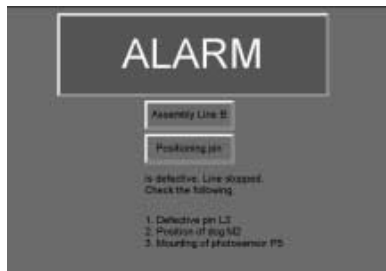 ALARM
Assembly Line B
Positioning pin
is defective. Line stopped.
Check the following.
1. Defective pin L3
2. Position of dog M2
3. Mounting of photosensor P5